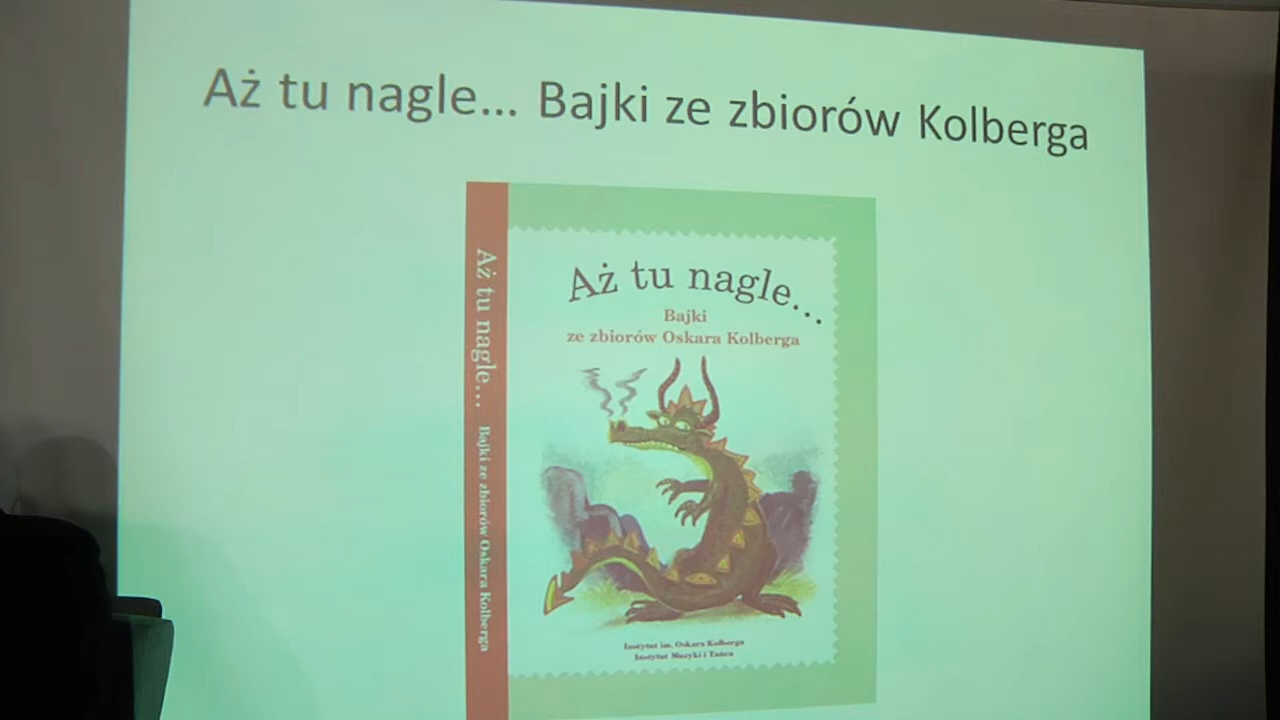 Aż tu nagle... Bajki ze zbiorów Kolberga
Aż tu nagle... Bajki ze zbiorów Oskara Kolberga
Aż tu nagle...
Bajki
ze zbiorów Oskara Kolberga
Instytut im. Oskara Kolberga
Instytut Muzyki i Tańca